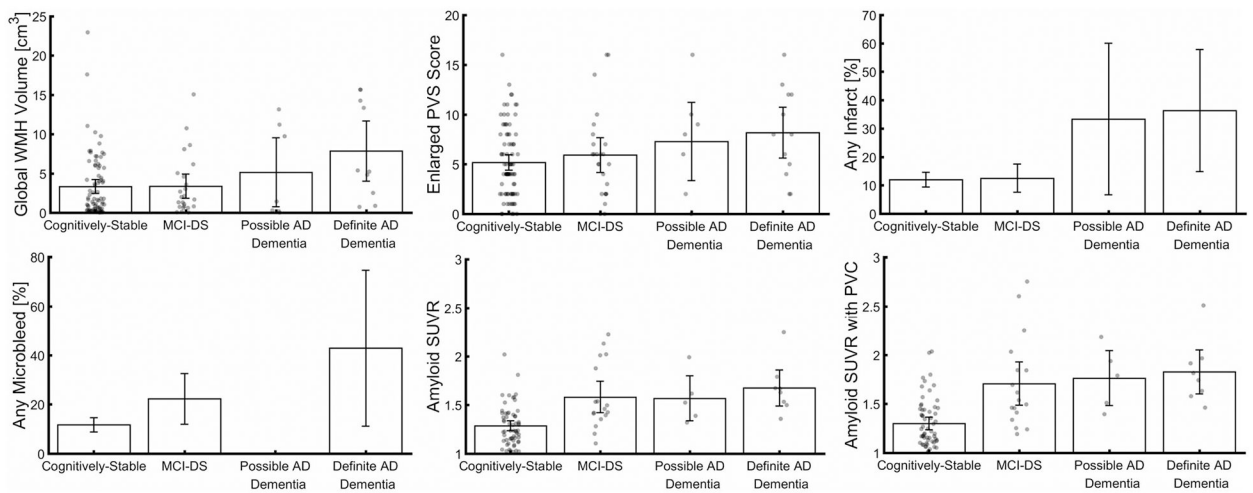 Global WMH Volume [cm3]
25
20
15
10
5
0
Cognitively-Stable
MCI-DS
Possible AD
Dementia
Definite AD
Dementia
Enlarged PVS Score
20
15
10
5
0
Cognitively-Stable
MCI-DS
Possible AD
Dementia
Definite AD
Dementia
Any Infarct [%]
70
60
50
40
30
20
10
0
Cognitively-Stable
MCI-DS
Possible AD
Dementia
Definite AD
Dementia
Any Microbleed [%]
80
60
40
20
0
Cognitively-Stable
MCI-DS
Possible AD
Dementia
Definite AD
Dementia
Amyloid SUVR
3
2.5
2
1.5
1
Cognitively-Stable
MCI-DS
Possible AD
Dementia
Definite AD
Dementia
Amyloid SUVR with PVC
3
2.5
2
1.5
1
Cognitively-Stable
MCI-DS
Possible AD
Dementia
Definite AD
Dementia